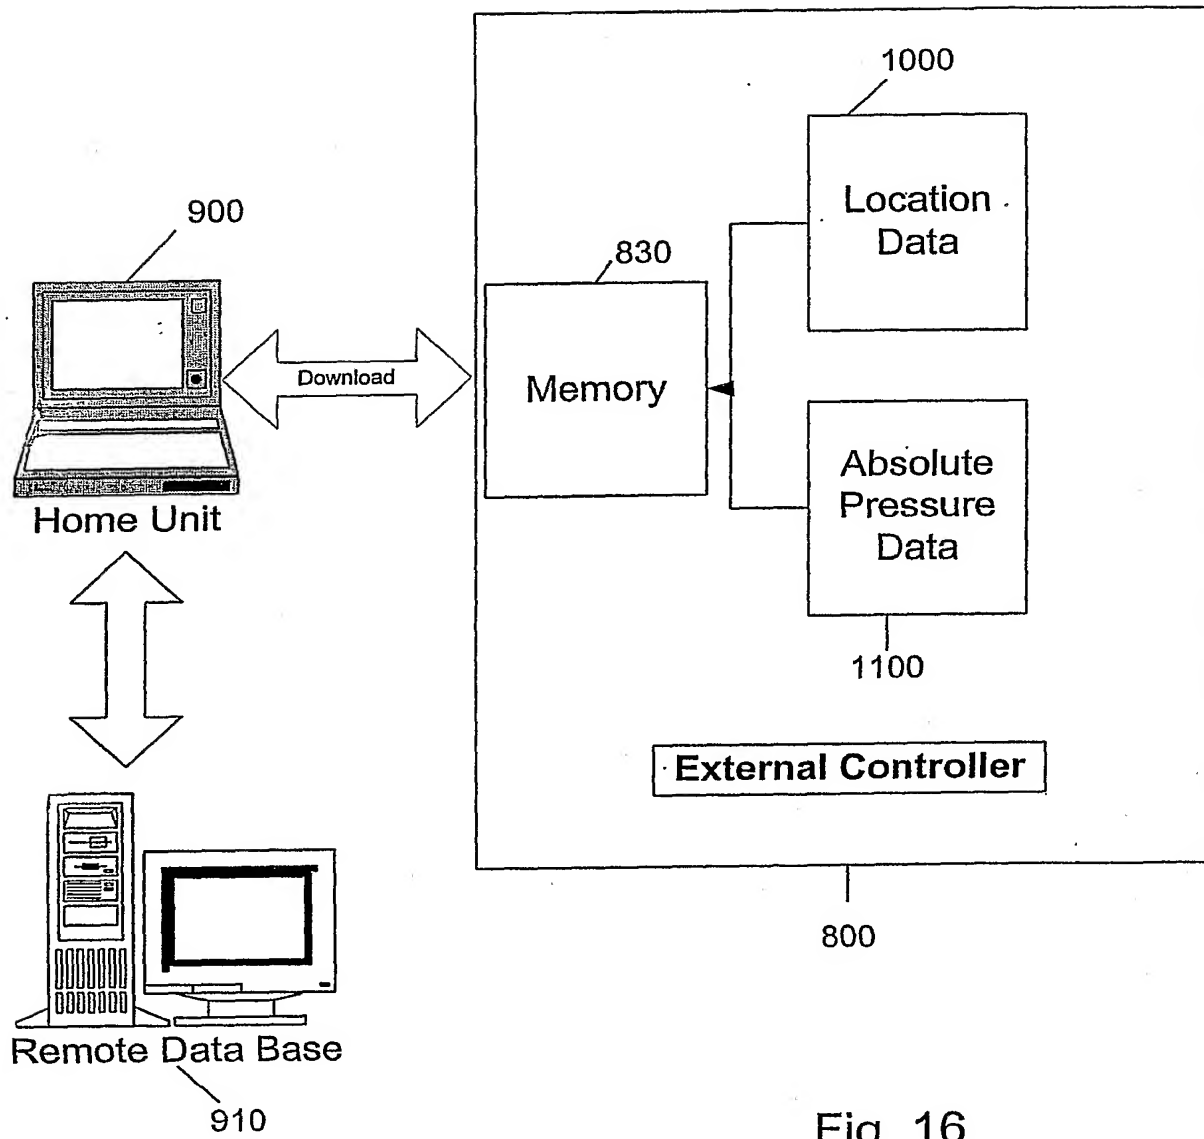 1000
Location
Data
900
830
Download
Memory
Home Unit
Absolute
Pressure
Data
1100
External Controller
800
Remote Data Base
910
Fig. 16